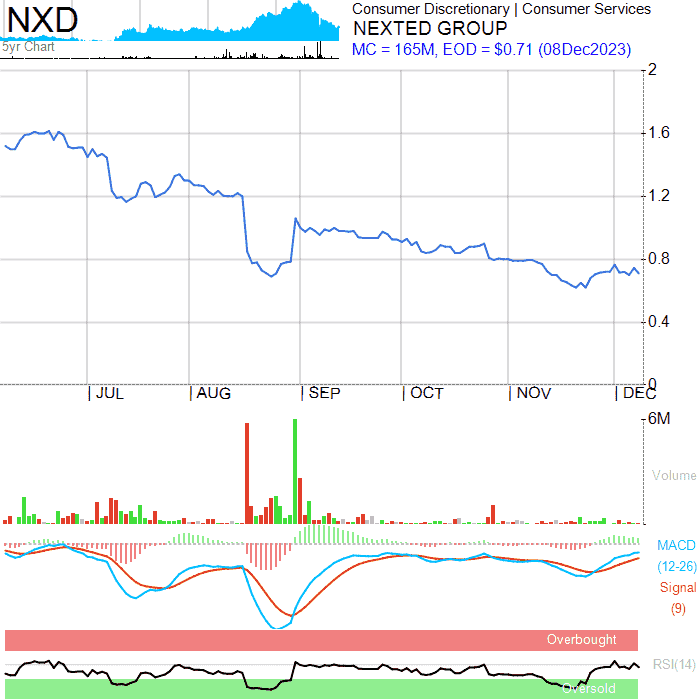 NXD
5yr Chart
Consumer Discretionary | Consumer Services
NEXTED GROUP
MC = 165M, EOD = $0.71 (08Dec2023)
2
1.6
1.2
0.8
0.4
0
| JUL | AUG | SEP | OCT | NOV | DEC
6M
Volume
MACD
(12-26)
Signal
(9)
Overbought
RSI(14)
Oversold